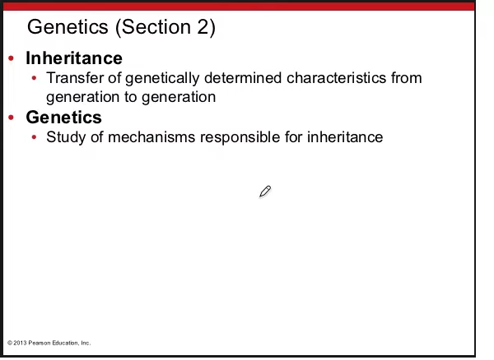 Genetics (Section 2)
• Inheritance
• Transfer of genetically determined characteristics from
generation to generation
• Genetics
• Study of mechanisms responsible for inheritance
© 2013 Pearson Education, Inc.